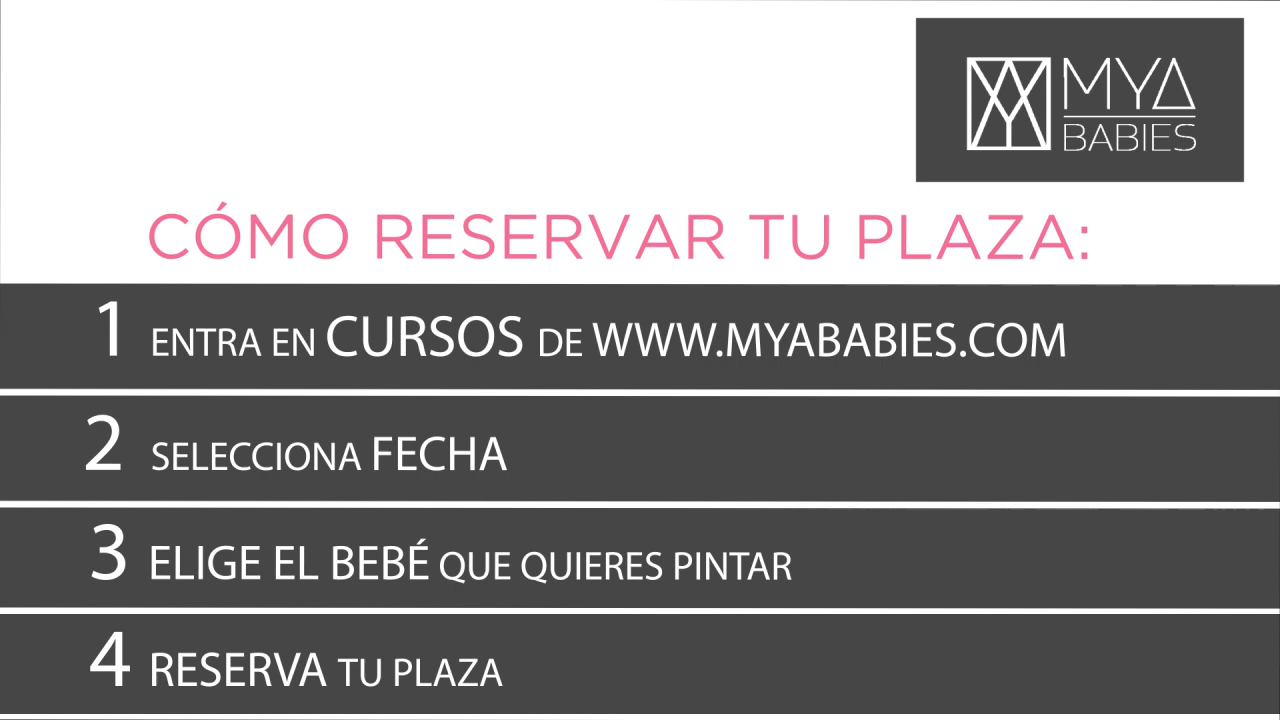 MYA
BABIES
CÓMO RESERVAR TU PLAZA:
1 ENTRA EN CURSOS DE WWW.MYABABIES.COM
2 SELECCIONA FECHA
3 ELIGE EL BEBÉ QUE QUIERES PINTAR
4 RESERVA TU PLAZA